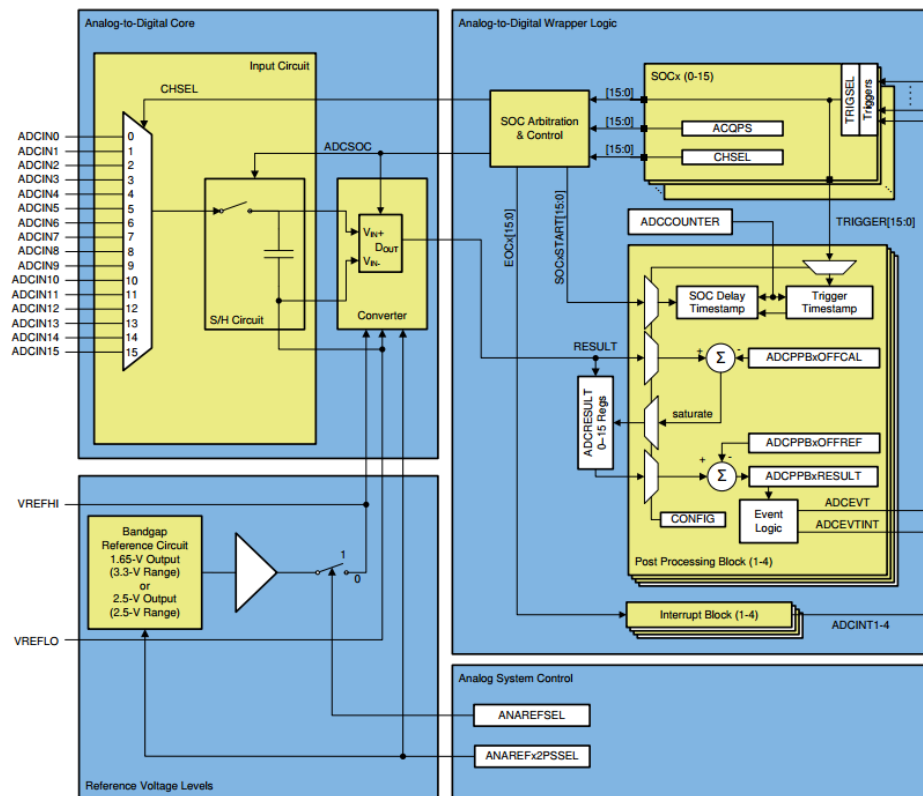 Analog-to-Digital Core
Input Circuit
CHSEL
ADCIN0 0
ADCIN1 1
ADCIN2 2
ADCIN3 3
ADCIN4 4
ADCIN5 5
ADCIN6 6
ADCIN7 7
ADCIN8 8
ADCIN9 9
ADCIN10 10
ADCIN11 11
ADCIN12 12
ADCIN13 13
ADCIN14 14
ADCIN15 15
ADCSOC
S/H Circuit
VIN+
DOUT
VIN-
Converter
Analog-to-Digital Wrapper Logic
SOC Arbitration
& Control
[15:0]
[15:0]
[15:0]
SOCx (0-15)
TRIGSEL
Triggers
ACQPS
CHSEL
EOCx[15:0]
SOCxSTART[15:0]
ADCCOUNTER
TRIGGER[15:0]
SOC Delay
Timestamp
Trigger
Timestamp
RESULT
+
Σ
-
ADCPPBxOFFCAL
ADCRESULT
0–15 Regs
saturate
ADCPPBxOFFREF
+
-
Σ
ADCPPBxRESULT
CONFIG
Event
Logic
ADCEVT
ADCEVTINT
Post Processing Block (1-4)
Interrupt Block (1-4)
ADCINT1-4
VREFHI
Bandgap
Reference Circuit
1.65-V Output
(3.3-V Range)
or
2.5-V Output
(2.5-V Range)
1
0
VREFLO
Reference Voltage Levels
Analog System Control
ANAREFSEL
ANAREFx2PSSEL